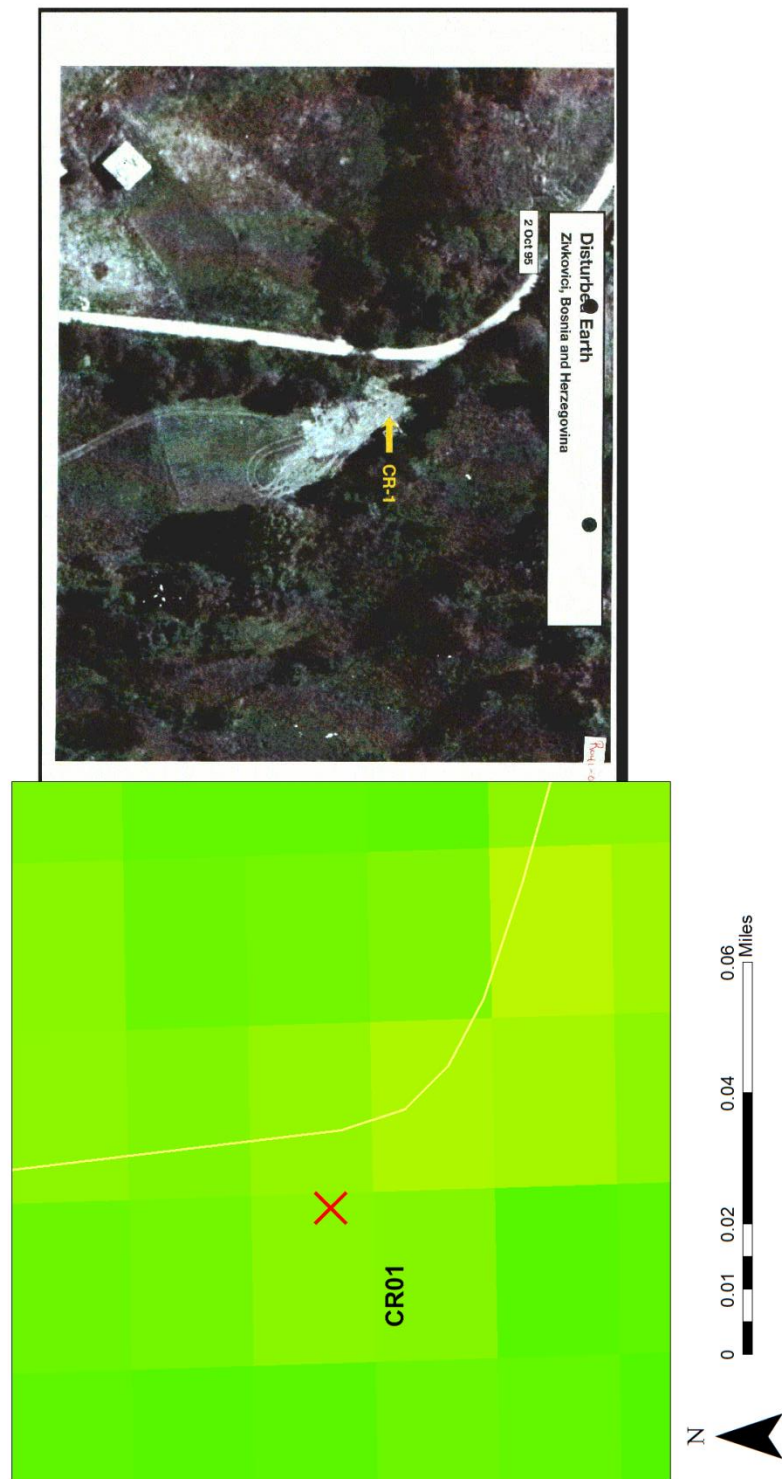 Disturbed Earth
Zivkovici, Bosnia and Herzegovina
2 Oct 95
CR-1
CR01
0
0.01
0.02
0.04
0.06
Miles
N